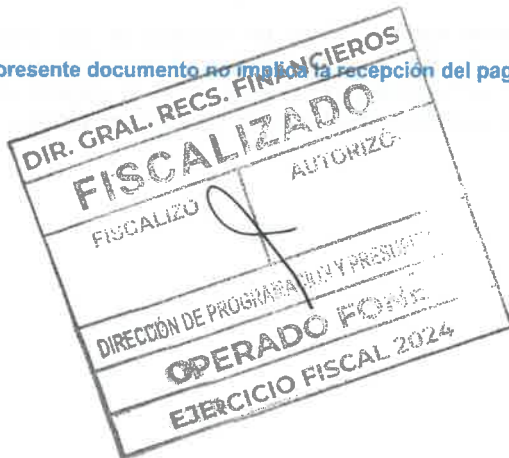 presente documento no implica la recepción del pag
DIR. GRAL. RECS. FINANCIEROS
FISCALIZADO
FISCALIZÓ AUTORIZÓ
DIRECCIÓN DE PROGRAMACIÓN Y PRESUPUESTO
OPERADO FONE
EJERCICIO FISCAL 2024